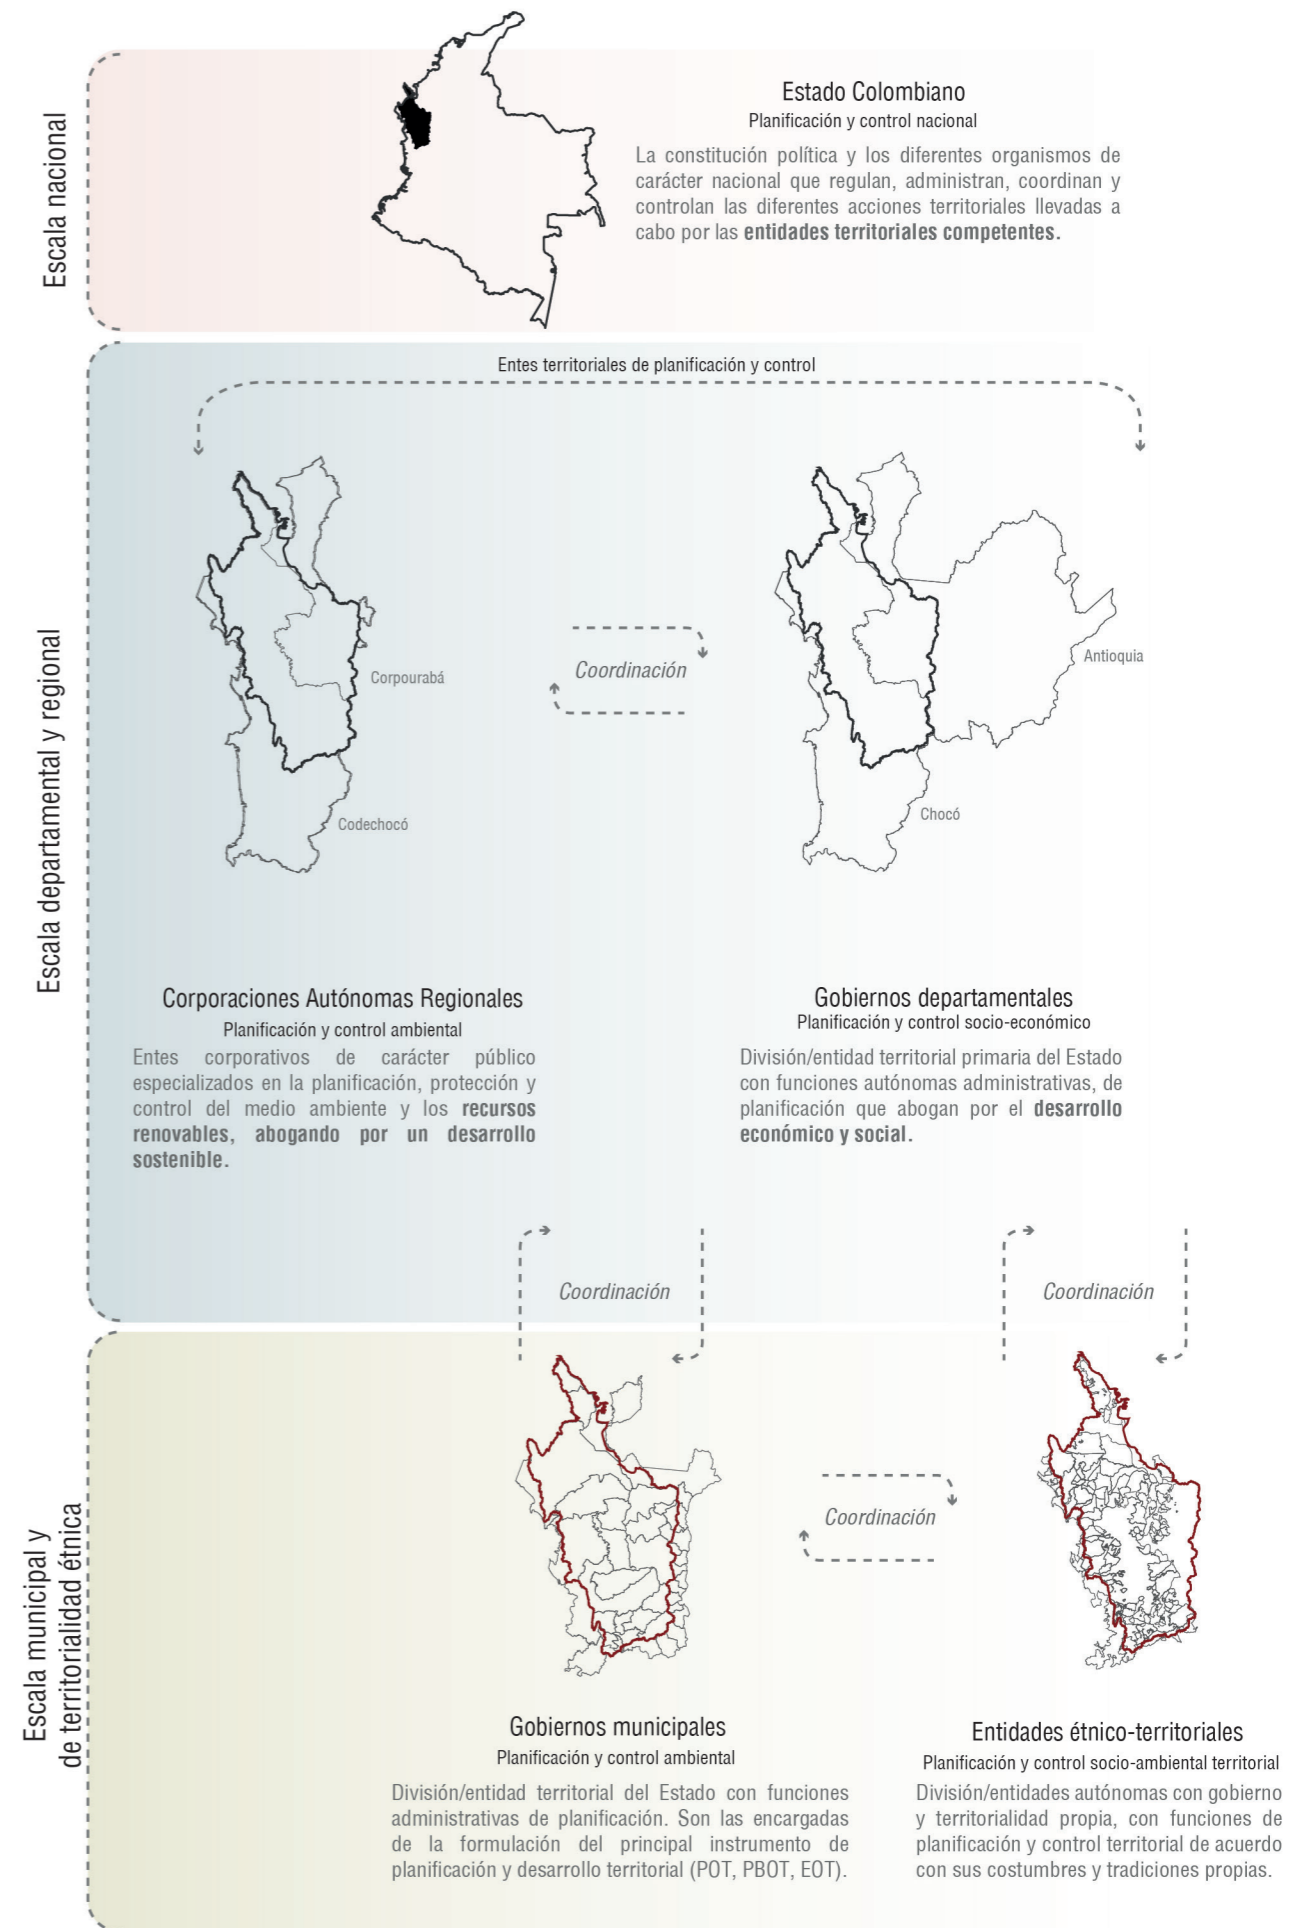 Escala nacional
Estado Colombiano
Planificación y control nacional
La constitución política y los diferentes organismos de
carácter nacional que regulan, administran, coordinan y
controlan las diferentes acciones territoriales llevadas a
cabo por las entidades territoriales competentes.
Escala departamental y regional
Entes territoriales de planificación y control
Corpourabá
Codechocó
Coordinación
Antioquia
Chocó
Corporaciones Autónomas Regionales
Planificación y control ambiental
Entes corporativos de carácter público
especializados en la planificación, protección y
control del medio ambiente y los recursos
renovables, abogando por un desarrollo
sostenible.
Gobiernos departamentales
Planificación y control socio-económico
División/entidad territorial primaria del Estado
con funciones autónomas administrativas, de
planificación que abogan por el desarrollo
económico y social.
Coordinación
Coordinación
Escala municipal y
de territorialidad étnica
Coordinación
Gobiernos municipales
Planificación y control ambiental
División/entidad territorial del Estado con funciones
administrativas de planificación. Son las encargadas
de la formulación del principal instrumento de
planificación y desarrollo territorial (POT, PBOT, EOT).
Entidades étnico-territoriales
Planificación y control socio-ambiental territorial
División/entidades autónomas con gobierno
y territorialidad propia, con funciones de
planificación y control territorial de acuerdo
con sus costumbres y tradiciones propias.